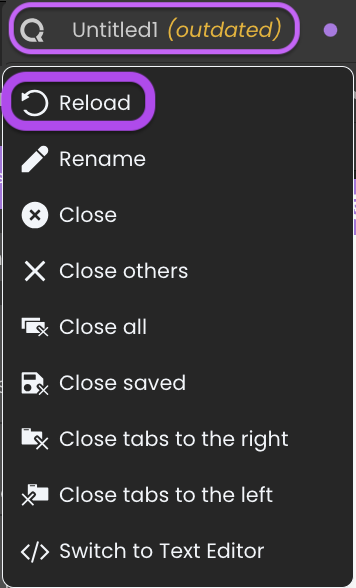 Untitled1 (outdated)
Reload
Rename
Close
Close others
Close all
Close saved
Close tabs to the right
Close tabs to the left
Switch to Text Editor